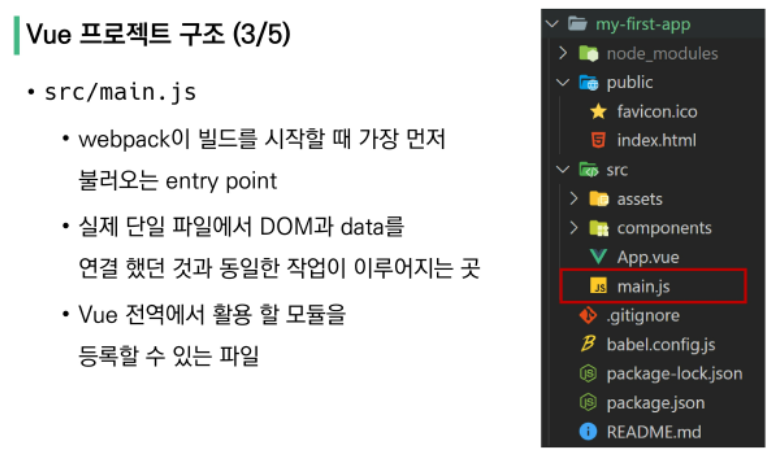 Vue 프로젝트 구조 (3/5)
• src/main.js
• webpack이 빌드를 시작할 때 가장 먼저
불러오는 entry point
• 실제 단일 파일에서 DOM과 data를
연결 했던 것과 동일한 작업이 이루어지는 곳
• Vue 전역에서 활용 할 모듈을
등록할 수 있는 파일
my-first-app
node_modules
public
favicon.ico
index.html
src
assets
components
App.vue
JS main.js
.gitignore
babel.config.js
package-lock.json
package.json
README.md